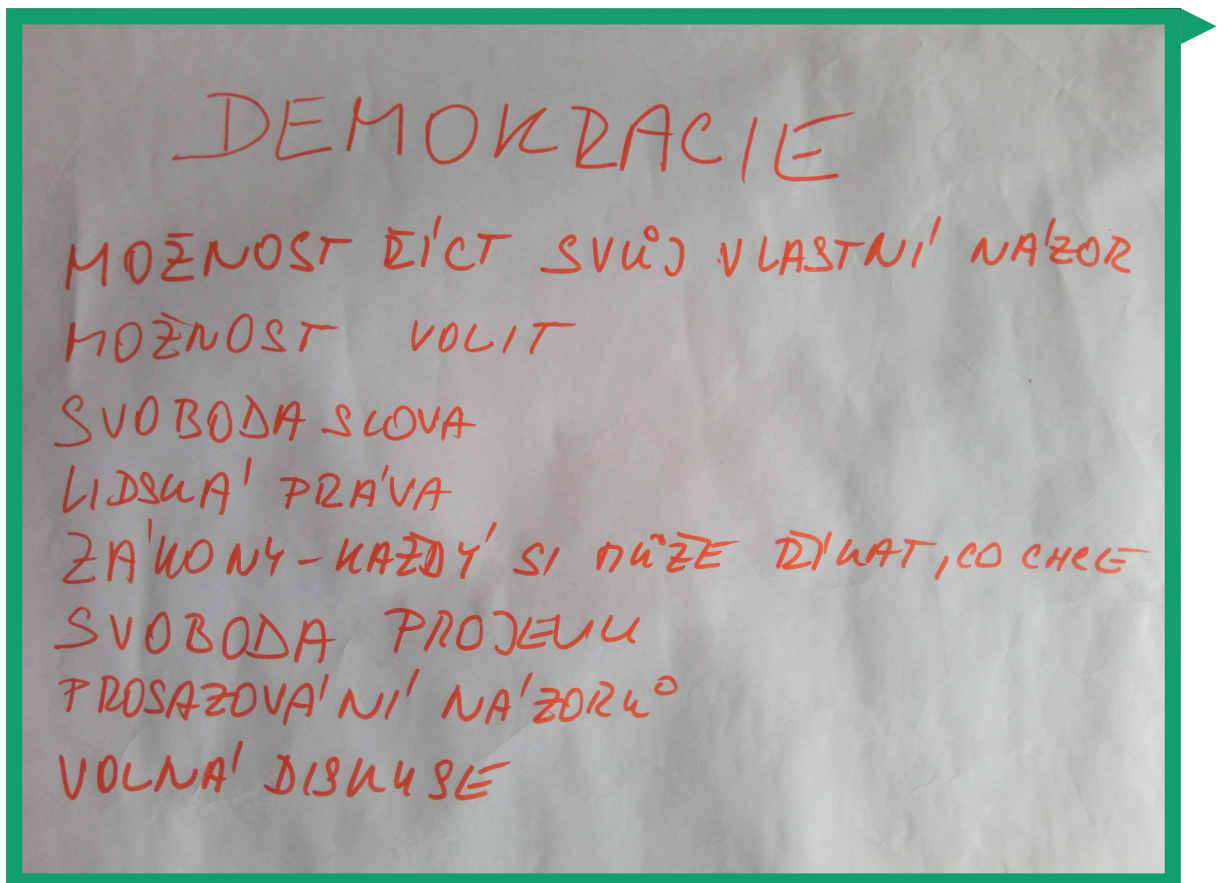 DEMOKRACIE
MOŽNOST ŘÍCT SVŮJ VLASTNÍ NÁZOR
MOŽNOST VOLIT
SVOBODA SLOVA
LIDSKÁ PRÁVA
ZÁKONY-KAŽDÝ SI MŮŽE ŘÍKAT, CO CHCE
SVOBODA PROJEVU
PROSAZOVÁNÍ NÁZORŮ
VOLNÁ DISKUSE